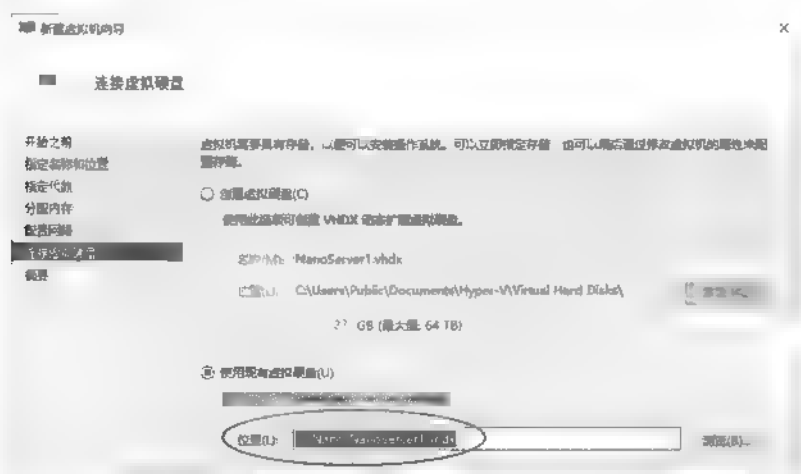 新建虚拟机向导
连接虚拟硬盘
开始之前
指定名称和位置
指定代数
分配内存
配置网络
连接虚拟硬盘
概要
虚拟机需要具有存储，以便可以安装操作系统。可以立即指定存储，也可以稍后通过修改虚拟机的属性来配
置存储。
创建虚拟硬盘(C)
使用此选项可创建 VHDX 动态扩展虚拟硬盘。
名称(M): NanoServer1.vhdx
位置(L): C:\Users\Public\Documents\Hyper-V\Virtual Hard Disks\
GB (最大值: 64 TB)
使用现有虚拟硬盘(U)
位置(L):
浏览(B)...